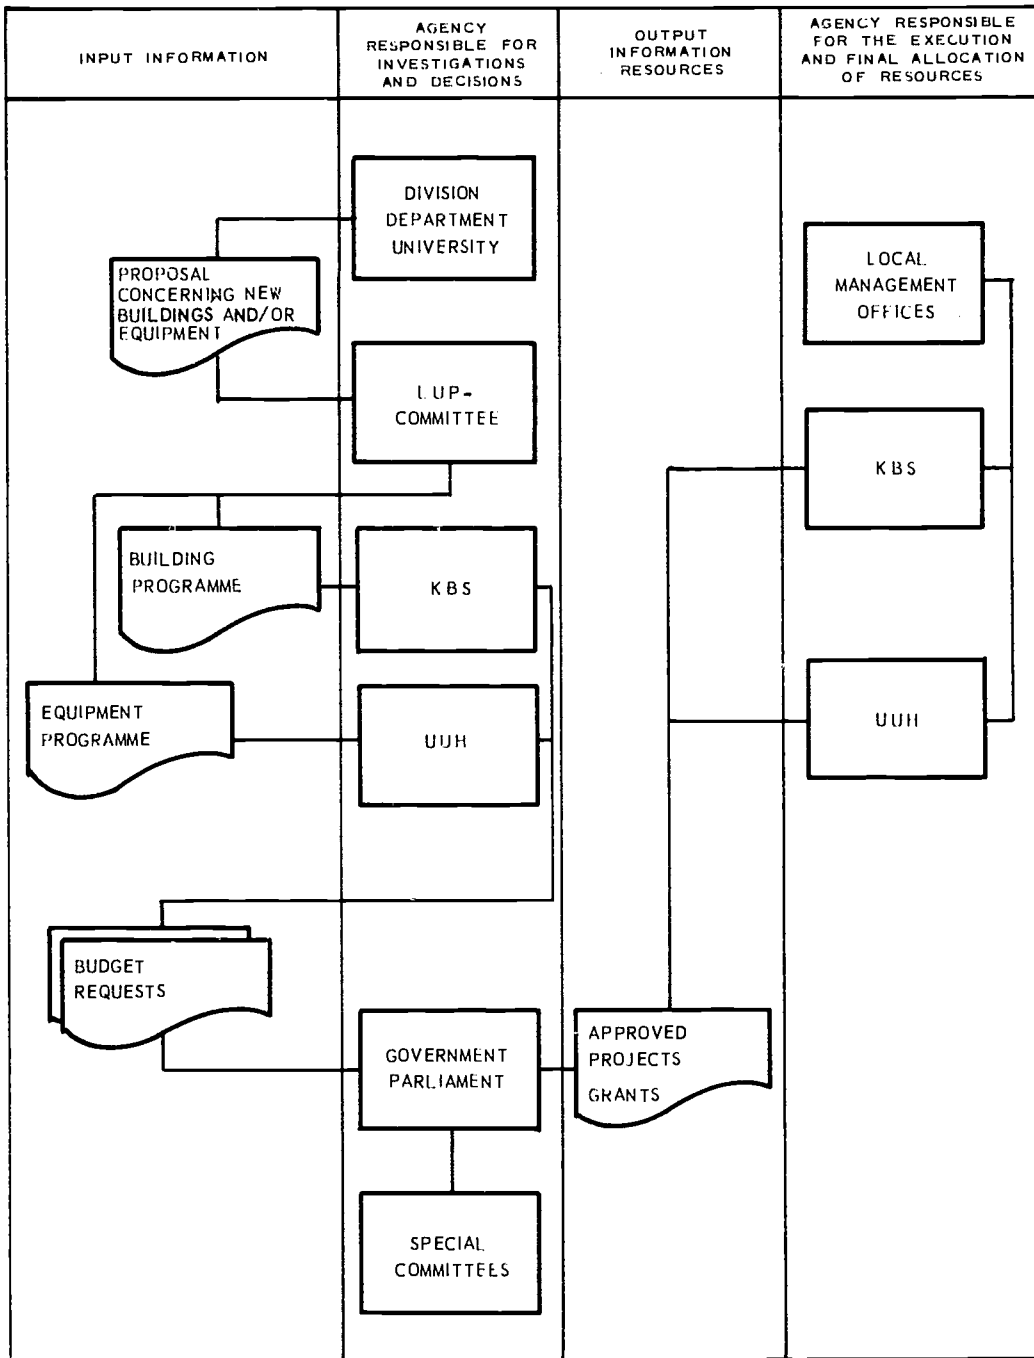 INPUT INFORMATION
AGENCY
RESPONSIBLE FOR
INVESTIGATIONS
AND DECISIONS
OUTPUT
INFORMATION
RESOURCES
AGENCY RESPONSIBLE
FOR THE EXECUTION
AND FINAL ALLOCATION
OF RESOURCES
DIVISION
DEPARTMENT
UNIVERSITY
PROPOSAL
CONCERNING NEW
BUILDINGS AND/OR
EQUIPMENT
LOCAL
MANAGEMENT
OFFICES
LUP-
COMMITTEE
KBS
BUILDING
PROGRAMME
KBS
EQUIPMENT
PROGRAMME
UUH
UUH
BUDGET
REQUESTS
GOVERNMENT
PARLIAMENT
APPROVED
PROJECTS
GRANTS
SPECIAL
COMMITTEES